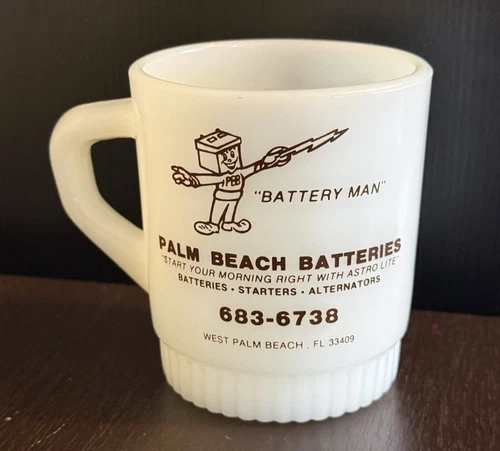 PBB
"BATTERY MAN"
PALM BEACH BATTERIES
"START YOUR MORNING RIGHT WITH ASTRO LITE"
BATTERIES • STARTERS • ALTERNATORS
683-6738
WEST PALM BEACH . FL 33409